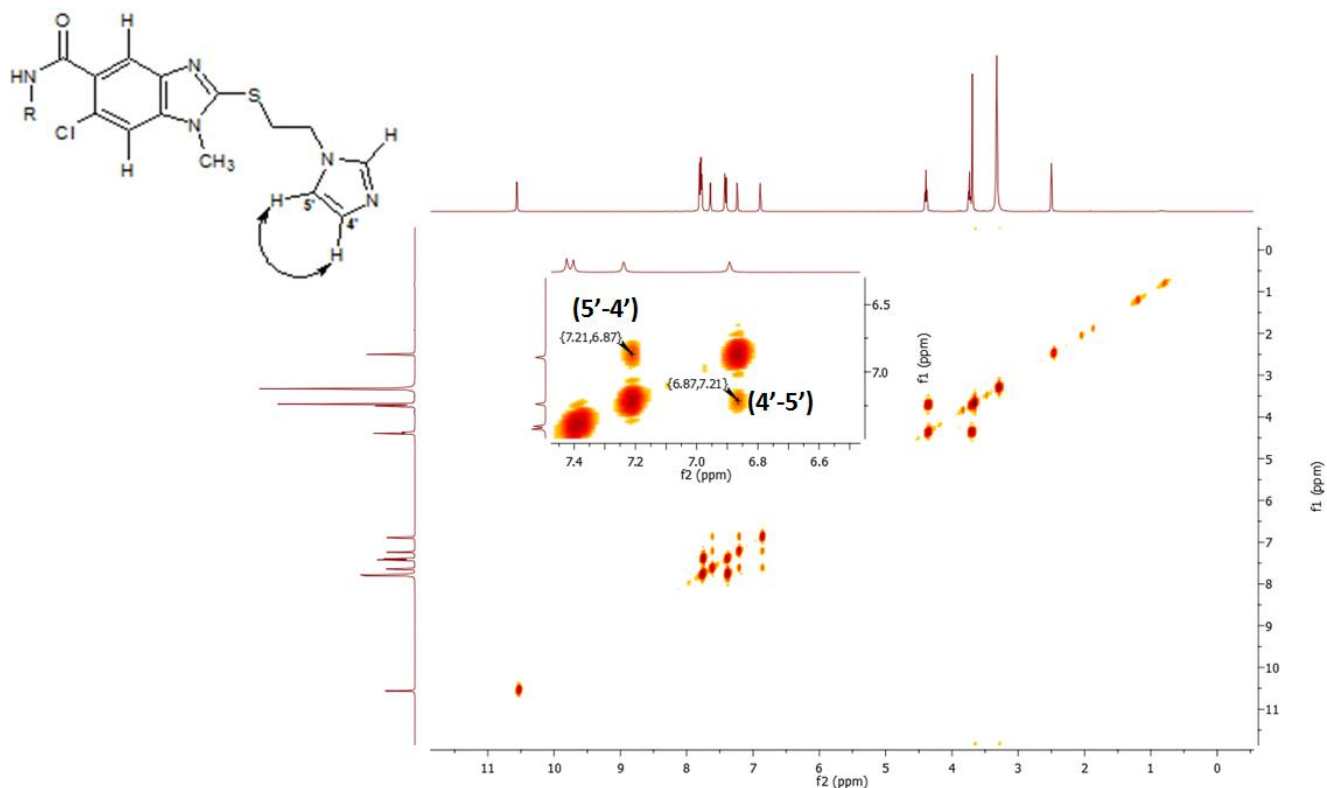 O
H
HN
N
R
S
Cl
N
H
CH₃
H
N
N
H
5'
4'
H
(5'-4')
{7.21,6.87}
{6.87,7.21}
(4'-5')
6.5
7.0
f1 (ppm)
7.4 7.2 7.0 6.8 6.6
f2 (ppm)
0
1
2
3
4
5
6
7
8
9
10
11
f1 (ppm)
11 10 9 8 7 6 5 4 3 2 1 0
f2 (ppm)